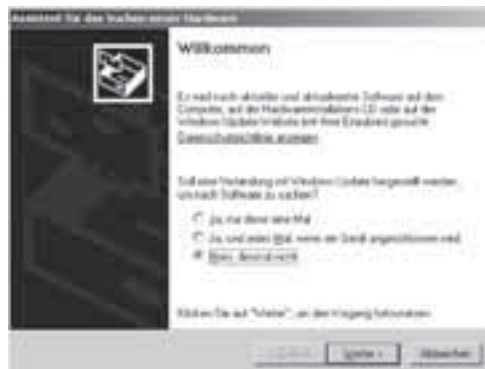 Assistent für das Suchen neuer Hardware
Willkommen
Es wird nach aktueller und aktualisierter Software auf dem
Computer, auf der Hardwareinstallations-CD oder auf der
Windows Update-Website (mit Ihrer Erlaubnis) gesucht.
Datenschutzrichtlinie anzeigen
Soll eine Verbindung mit Windows Update hergestellt werden,
um nach Software zu suchen?
Ja, nur diese eine Mal
Ja, und jedes Mal, wenn ein Gerät angeschlossen wird
Nein, diesmal nicht
Klicken Sie auf "Weiter", um den Vorgang fortzusetzen.
Weiter > Abbrechen